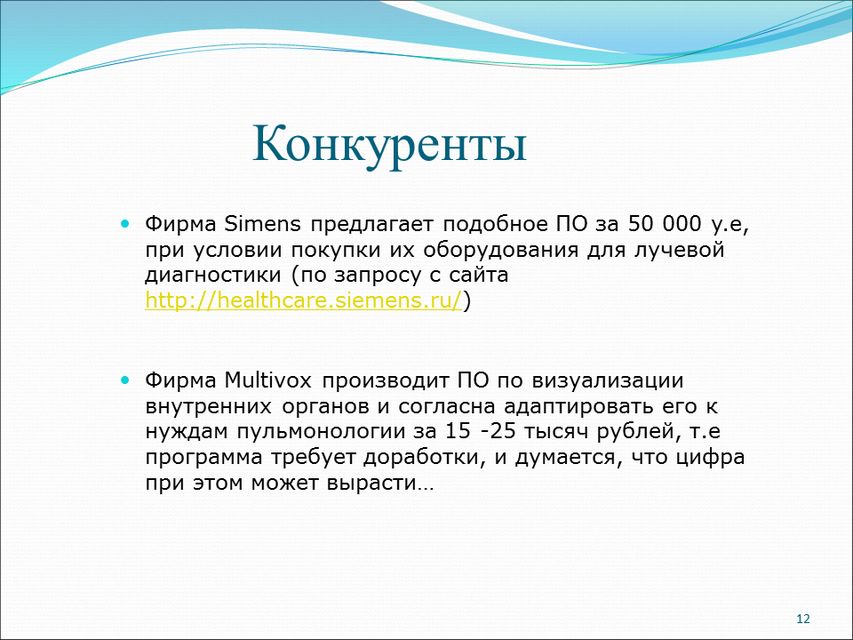 Конкуренты
Фирма Simens предлагает подобное ПО за 50 000 у.е,
при условии покупки их оборудования для лучевой
диагностики (по запросу с сайта
http://healthcare.siemens.ru/)
Фирма Multivox производит ПО по визуализации
внутренних органов и согласна адаптировать его к
нуждам пульмонологии за 15 -25 тысяч рублей, т.е
программа требует доработки, и думается, что цифра
при этом может вырасти…
12